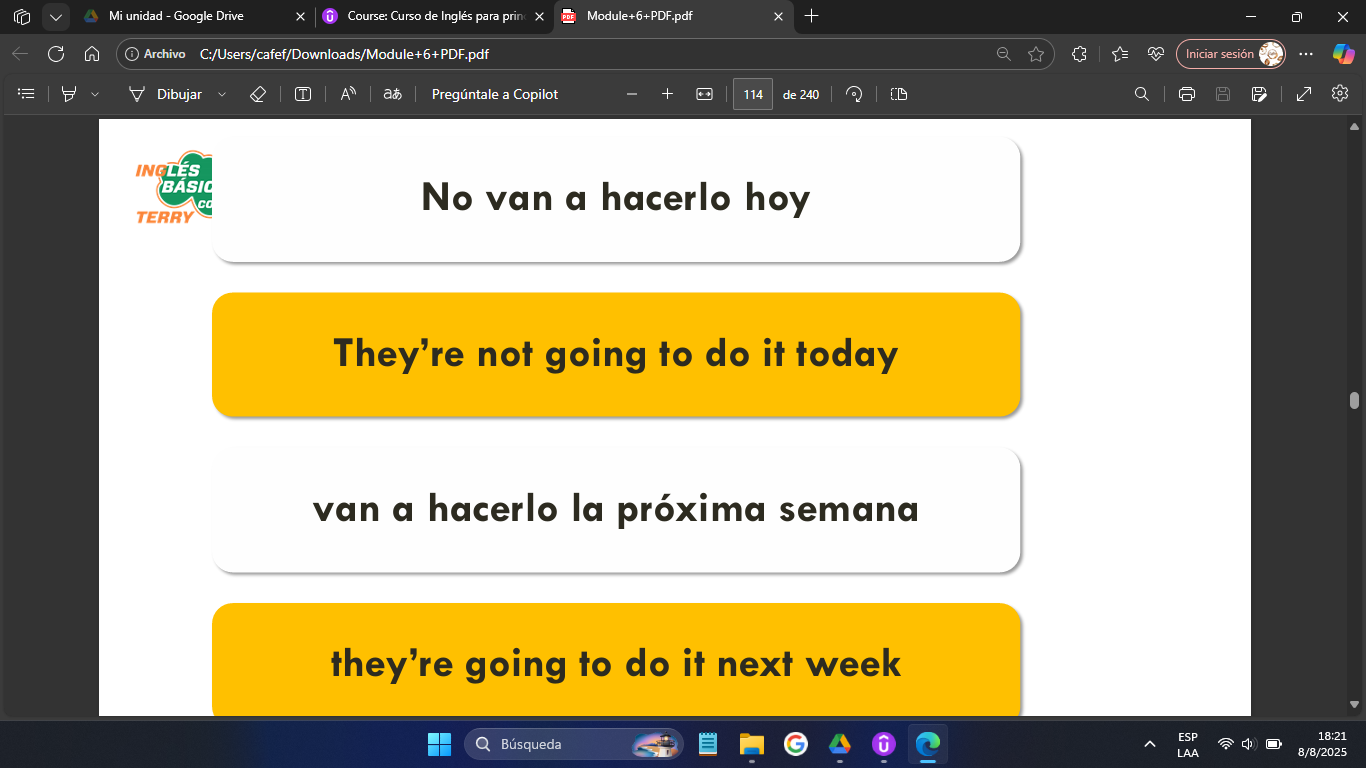 Mi unidad - Google Drive
Course: Curso de Inglés para prin
Module+6+PDF.pdf
Archivo C:/Users/cafef/Downloads/Module+6+PDF.pdf
Iniciar sesión
Dibujar
Pregúntale a Copilot
114 de 240
INGLÉS
BÁSIC
CO
TERRY
No van a hacerlo hoy
They're not going to do it today
van a hacerlo la próxima semana
they're going to do it next week
Búsqueda
ESP
LAA
18:21
8/8/2025